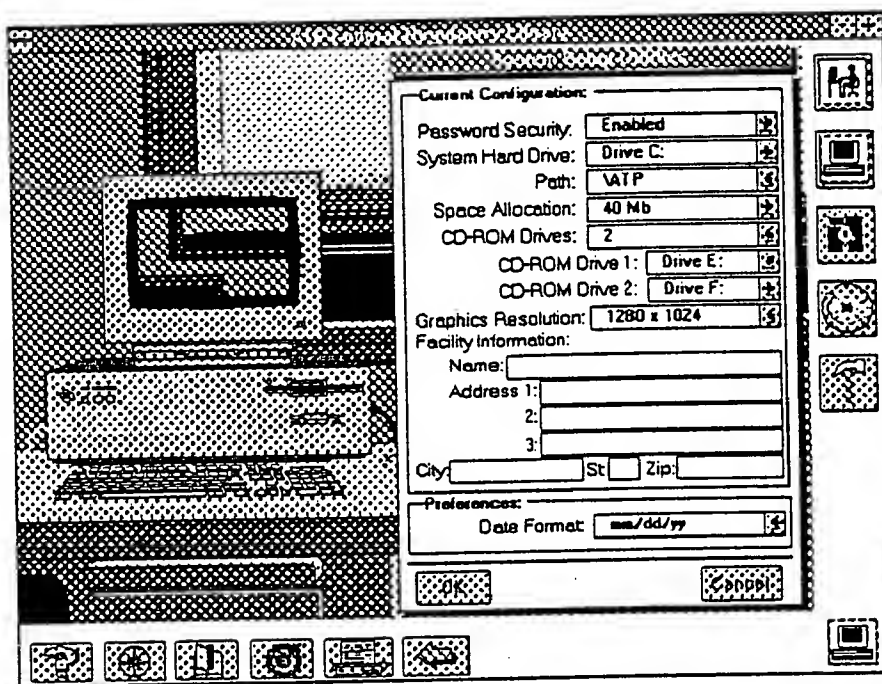 Current Configuration:
Password Security: Enabled
System Hard Drive: Drive C:
Path: \ATP
Space Allocation: 40 Mb
CD-ROM Drives: 2
CD-ROM Drive 1: Drive E:
CD-ROM Drive 2: Drive F:
Graphics Resolution: 1280 x 1024
Facility Information:
Name:
Address 1:
2:
3:
City: St: Zip:
Preferences:
Date Format: mm/dd/yy
OK Cancel